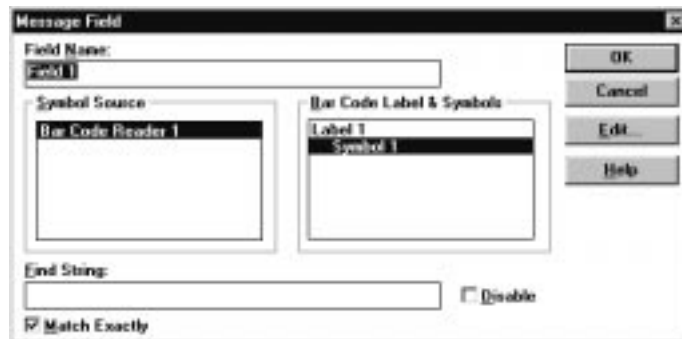 Message Field
Field Name:
Field 1
OK
Cancel
Edit...
Help
Symbol Source
Bar Code Reader 1
Bar Code Label & Symbols
Label 1
Symbol 1
Find String:
Disable
Match Exactly